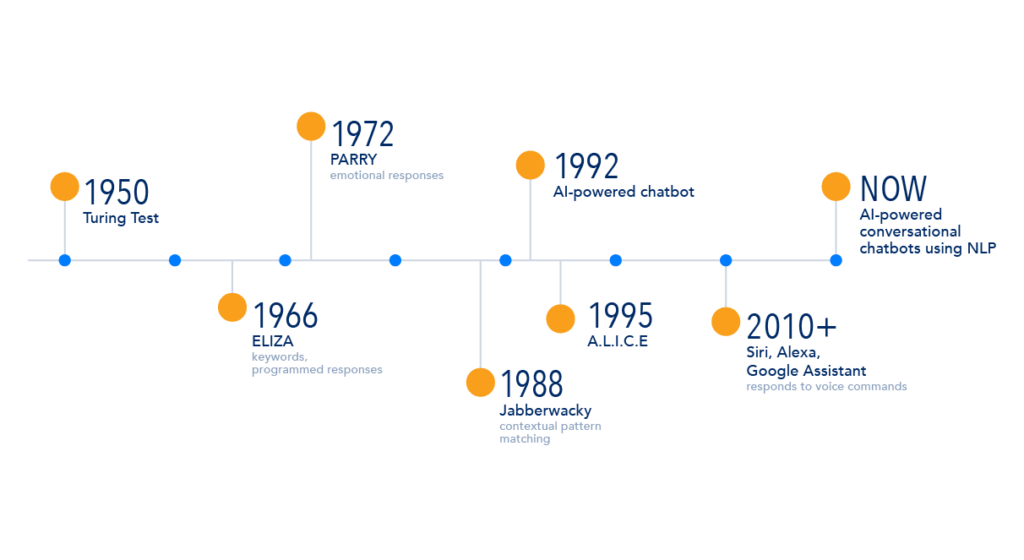 1950
Turing Test
1966
ELIZA
keywords,
programmed responses
1972
PARRY
emotional responses
1988
Jabberwacky
contextual pattern
matching
1992
AI-powered chatbot
1995
A.L.I.C.E
2010+
Siri, Alexa,
Google Assistant
responds to voice commands
NOW
AI-powered
conversational
chatbots using NLP